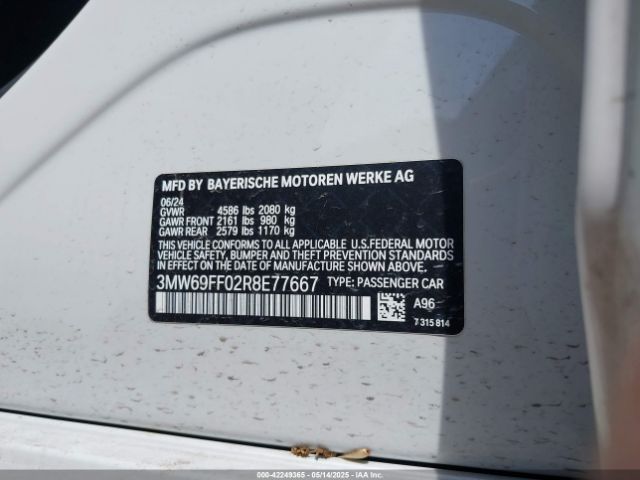 MFD BY BAYERISCHE MOTOREN WERKE AG
06/24
GVWR 4586 lbs 2080 kg
GAWR FRONT 2161 lbs 980 kg
GAWR REAR 2579 lbs 1170 kg
THIS VEHICLE CONFORMS TO ALL APPLICABLE U.S.FEDERAL MOTOR
VEHICLE SAFETY, BUMPER AND THEFT PREVENTION STANDARDS
IN EFFECT ON THE DATE OF MANUFACTURE SHOWN ABOVE.
3MW69FF02R8E77667 TYPE: PASSENGER CAR
A96
7 315 814
000-42249365 - 05/14/2025 - IAA Inc.